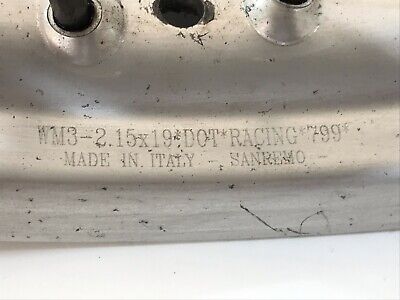 WM3-2.15x19*DOT*RACING*799*
MADE IN ITALY - SANREMO